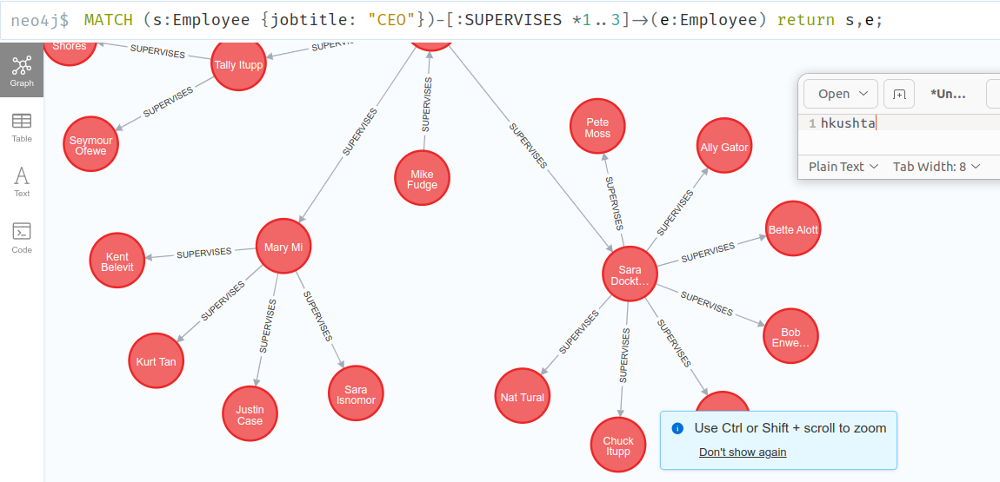 neo4j$ MATCH (s:Employee {jobtitle: "CEO"})-[:SUPERVISES *1..3]->(e:Employee) return s,e;
Graph
Table
Text
Code
Shores
SUPERVISES
Tally Itupp
SUPERVISES
Seymour
Ofewe
SUPERVISES
SUPERVISES
Mike
Fudge
SUPERVISES
Pete
Moss
Ally Gator
SUPERVISES
SUPERVISES
Bette Alott
SUPERVISES
Mary Mi
Kent
Belevit
SUPERVISES
SUPERVISES
Kurt Tan
SUPERVISES
Justin
Case
SUPERVISES
Sara
Isnomor
Sara
Dockt...
SUPERVISES
Bob
Enwe...
SUPERVISES
Nat Tural
SUPERVISES
Chuck
Itupp
SUPERVISES
Open
*Un...
1 hkushta
Plain Text
Tab Width: 8
Use Ctrl or Shift + scroll to zoom
Don't show again